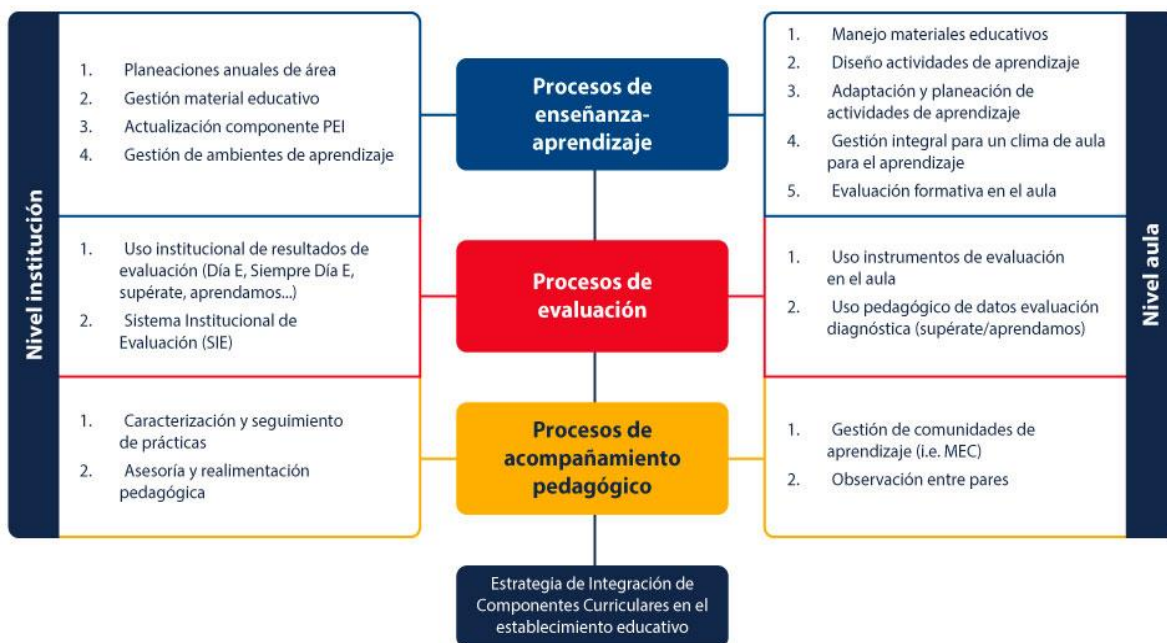 Nivel institución
1. Planeaciones anuales de área
2. Gestión material educativo
3. Actualización componente PEI
4. Gestión de ambientes de aprendizaje
Procesos de
enseñanza-
aprendizaje
1. Manejo materiales educativos
2. Diseño actividades de aprendizaje
3. Adaptación y planeación de
actividades de aprendizaje
4. Gestión integral para un clima de aula
para el aprendizaje
5. Evaluación formativa en el aula
Nivel aula
1. Uso institucional de resultados de
evaluación (Día E, Siempre Día E,
supérate, aprendamos...)
2. Sistema Institucional de
Evaluación (SIE)
Procesos de
evaluación
1. Uso instrumentos de evaluación
en el aula
2. Uso pedagógico de datos evaluación
diagnóstica (supérate/aprendamos)
1. Caracterización y seguimiento
de prácticas
2. Asesoría y realimentación
pedagógica
Procesos de
acompañamiento
pedagógico
1. Gestión de comunidades de
aprendizaje (i.e. MEC)
2. Observación entre pares
Estrategia de Integración de
Componentes Curriculares en el
establecimiento educativo